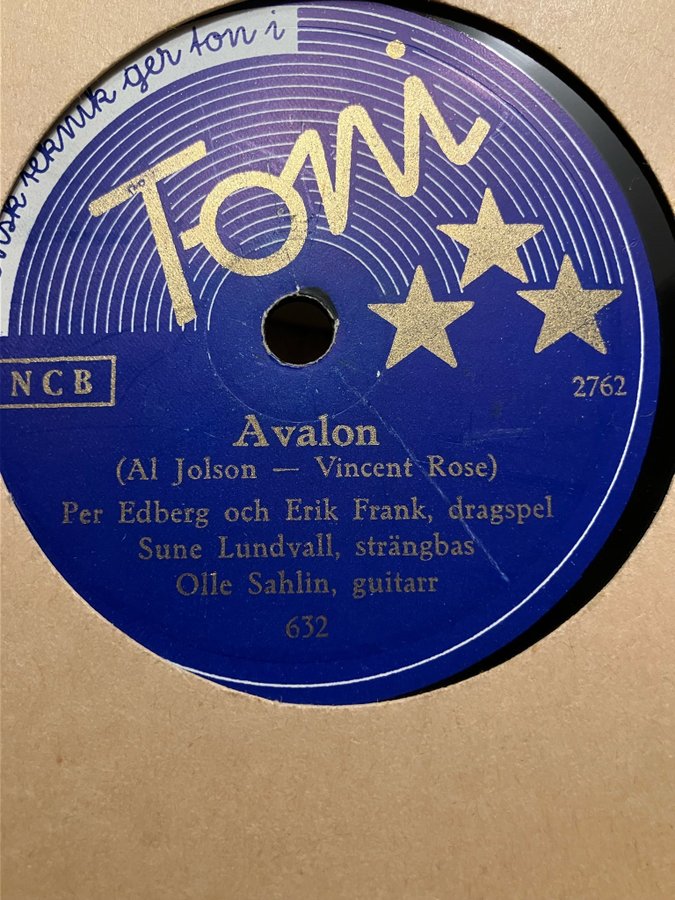 teknik ger ton i
Toni
NCB
2762
Avalon
(Al Jolson — Vincent Rose)
Per Edberg och Erik Frank, dragspel
Sune Lundvall, strängbas
Olle Sahlin, guitarr
632